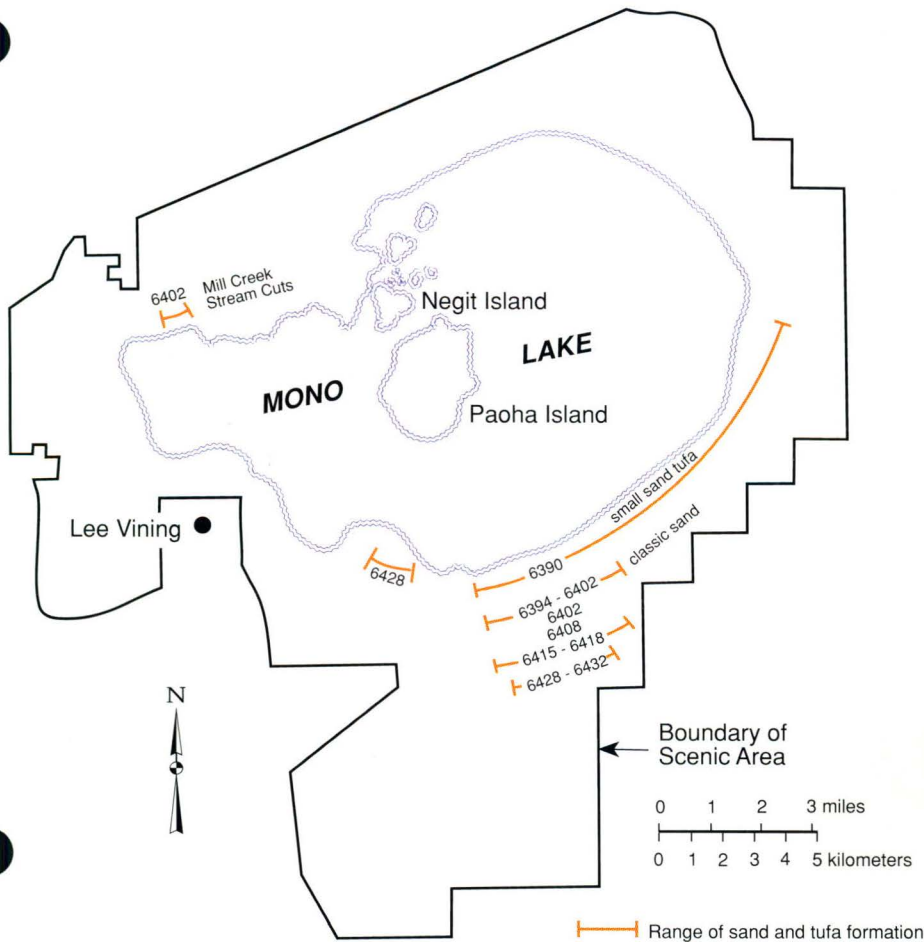 6402
Mill Creek
Stream Cuts
Negit Island
MONO
LAKE
Paoha Island
small sand tufa
Lee Vining
6428
6390
classic sand
6394 - 6402
6402
6408
6415 - 6418
6428 - 6432
N
Boundary of
Scenic Area
0 1 2 3 miles
0 1 2 3 4 5 kilometers
Range of sand and tufa formation